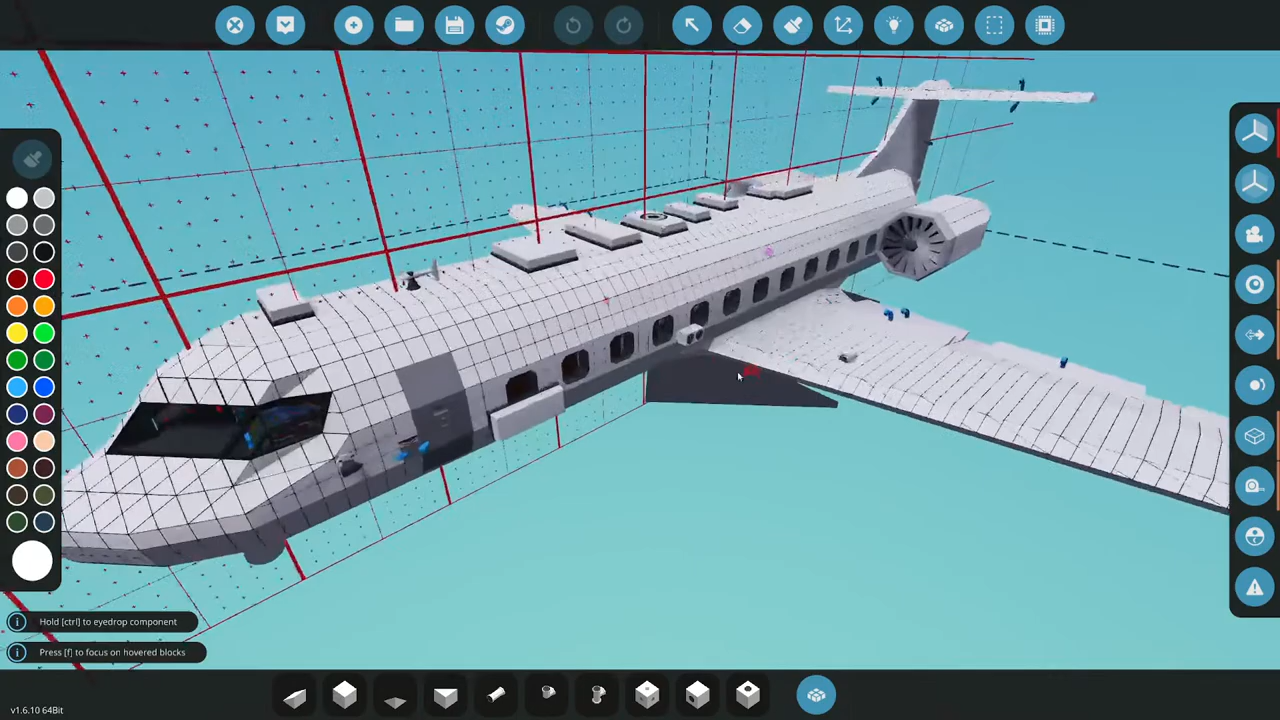 Hold [ctrl] to eyedrop component
Press [f] to focus on hovered blocks
v1.6.10 64Bit